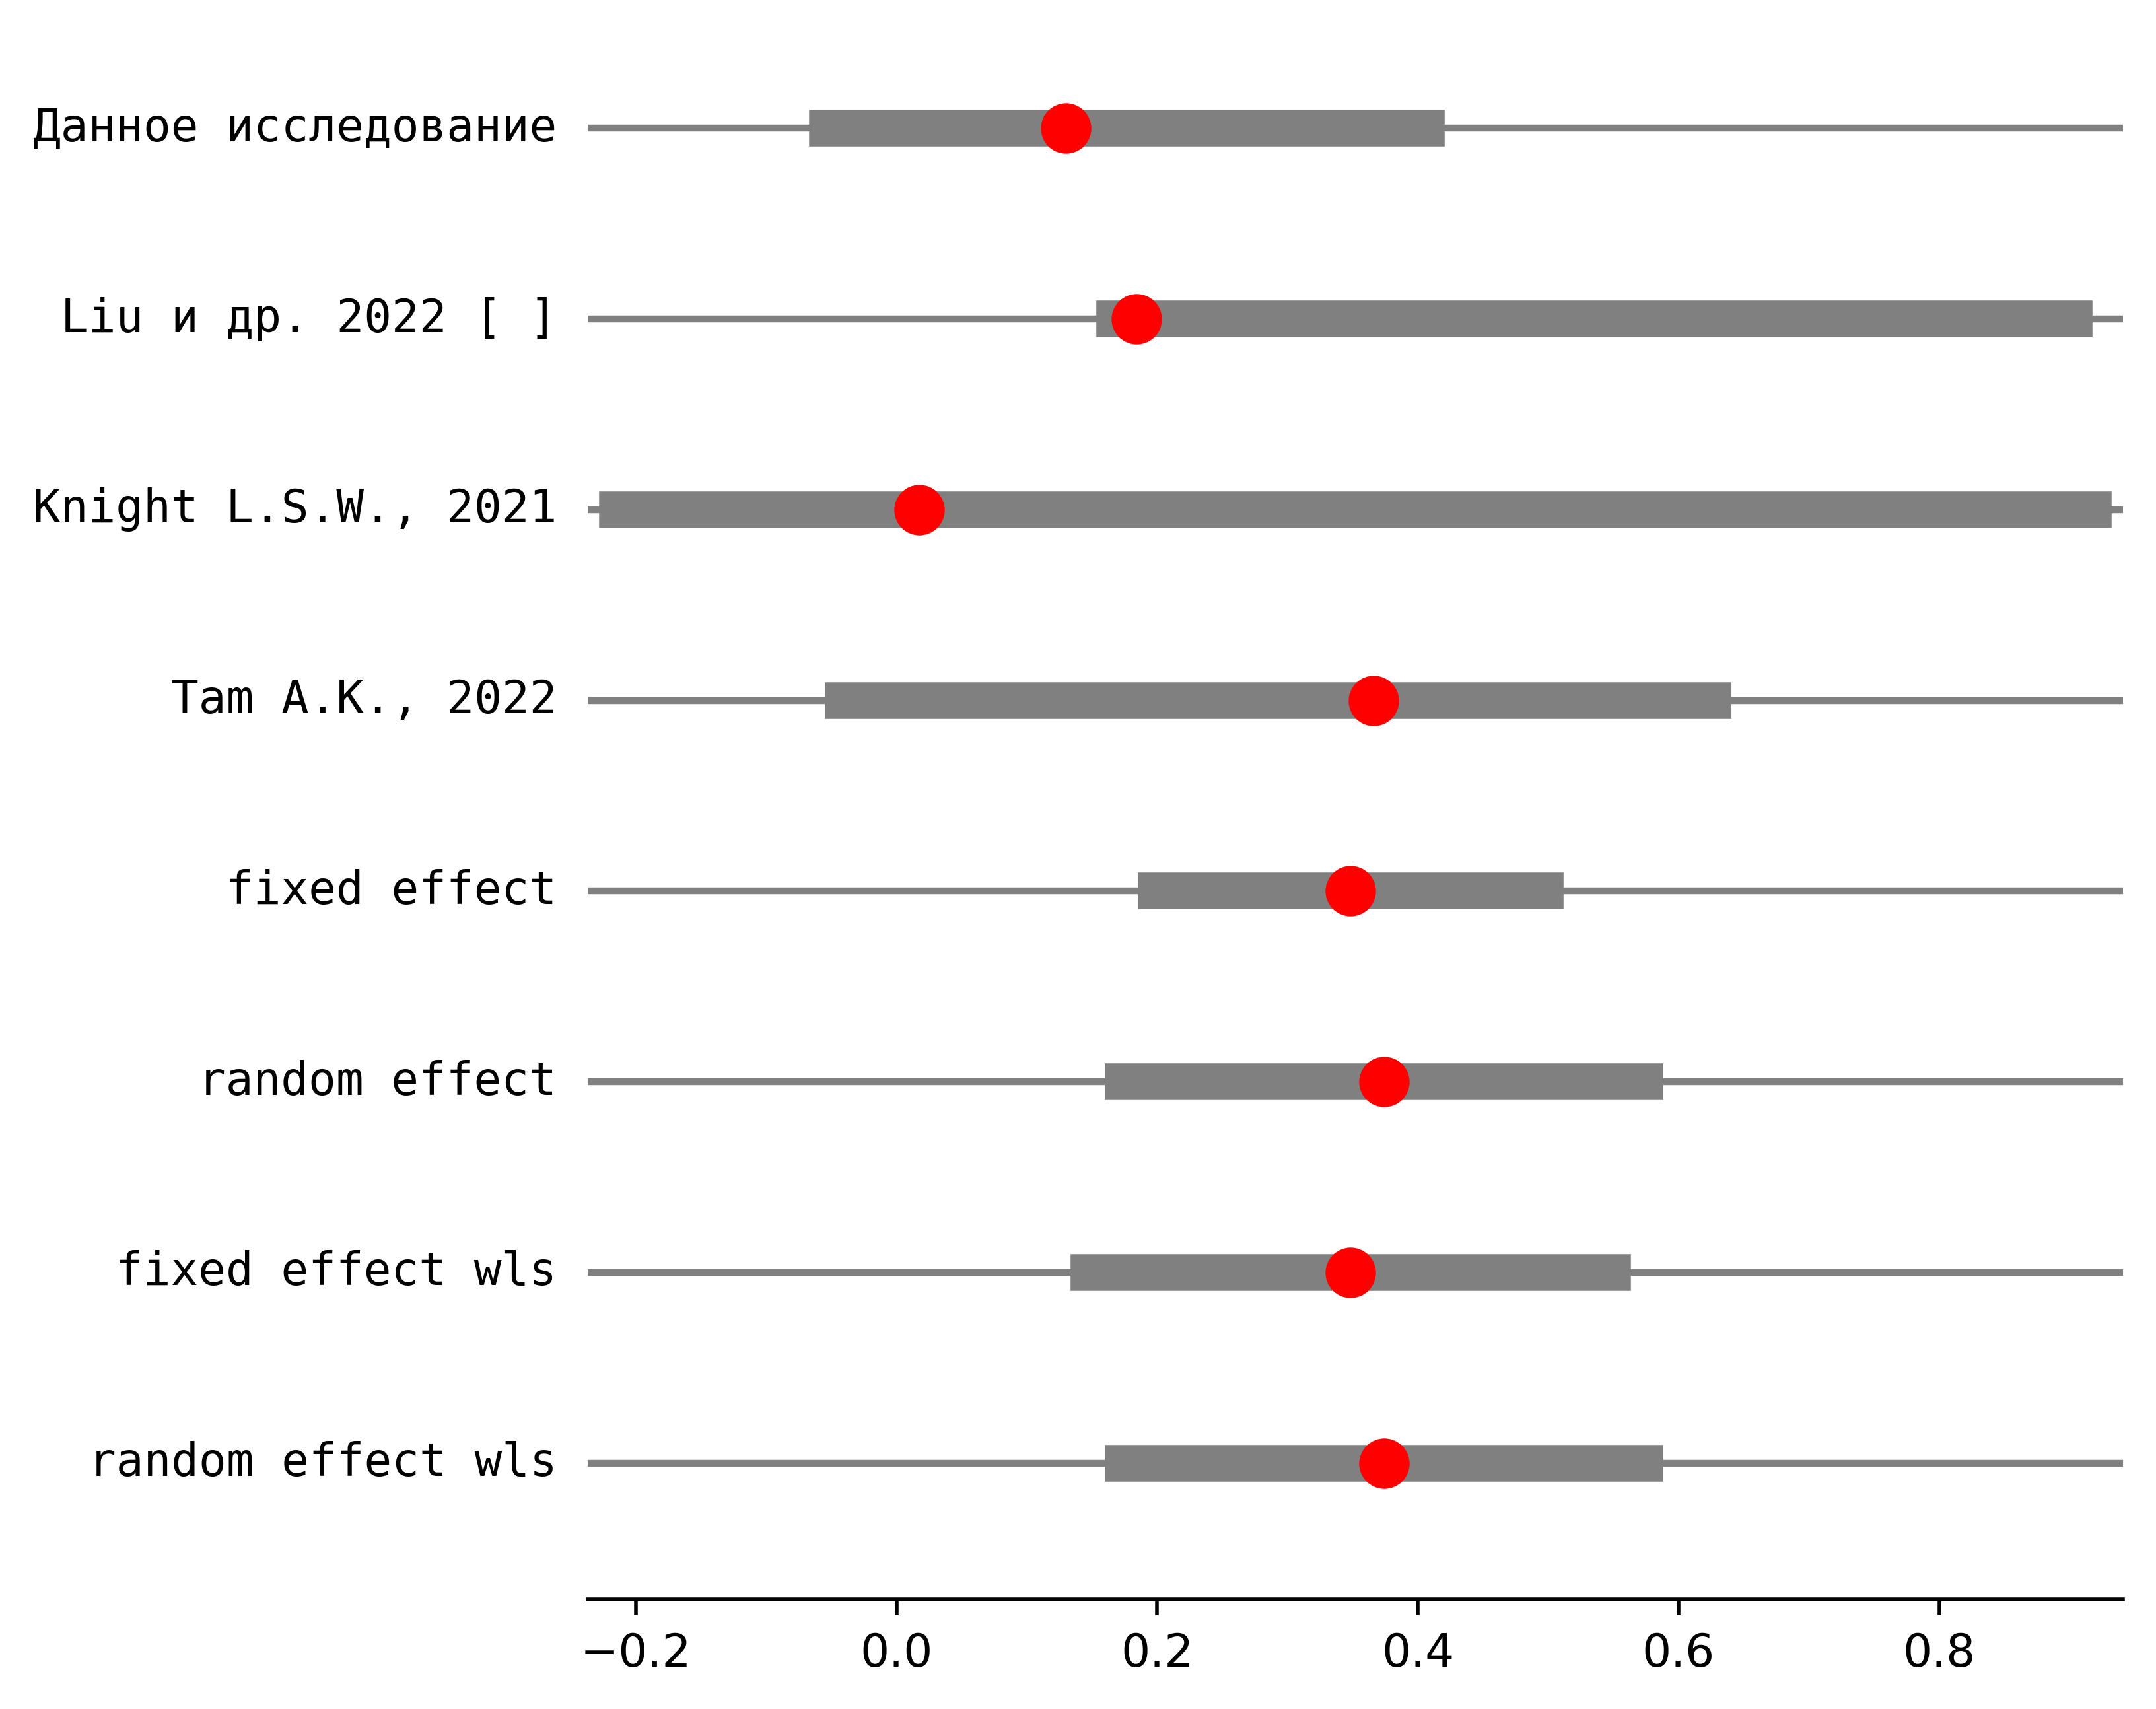 Данное исследование
Liu и др. 2022 [ ]
Knight L.S.W., 2021
Tam A.K., 2022
fixed effect
random effect
fixed effect wls
random effect wls
−0.2 0.0 0.2 0.4 0.6 0.8